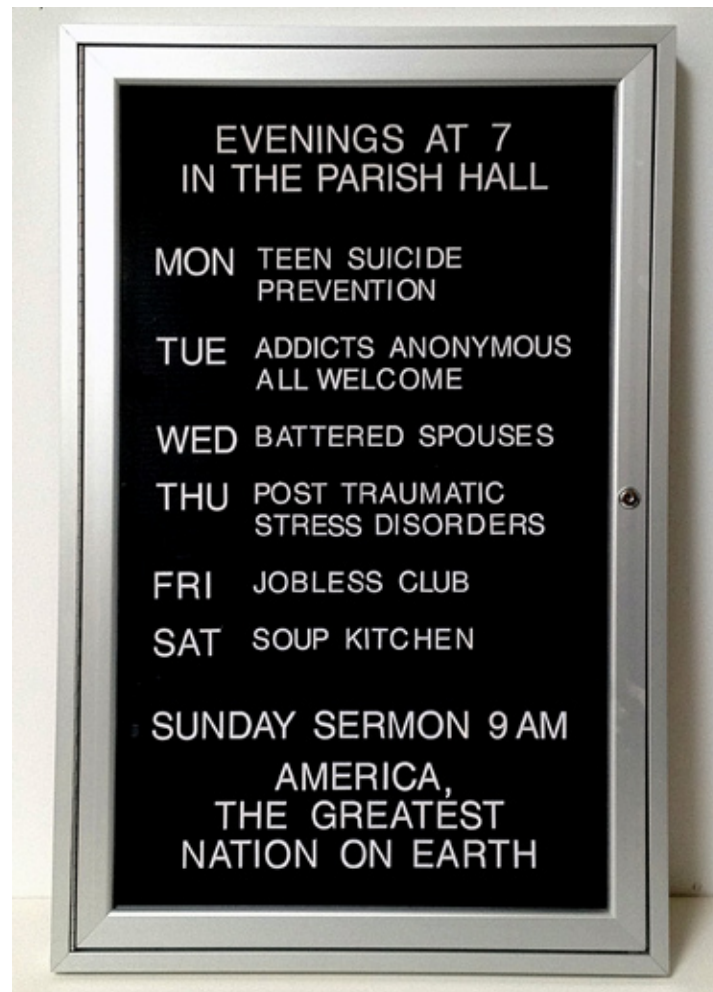 EVENINGS AT 7
IN THE PARISH HALL
MON TEEN SUICIDE
PREVENTION
TUE ADDICTS ANONYMOUS
ALL WELCOME
WED BATTERED SPOUSES
THU POST TRAUMATIC
STRESS DISORDERS
FRI JOBLESS CLUB
SAT SOUP KITCHEN
SUNDAY SERMON 9 AM
AMERICA,
THE GREATEST
NATION ON EARTH